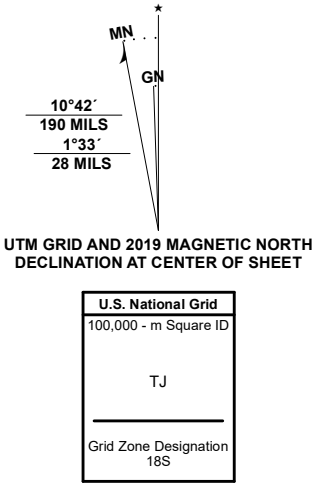 MN
GN
10°42´
190 MILS
1°33´
28 MILS
UTM GRID AND 2019 MAGNETIC NORTH
DECLINATION AT CENTER OF SHEET
U.S. National Grid
100,000 - m Square ID
TJ
Grid Zone Designation
18S